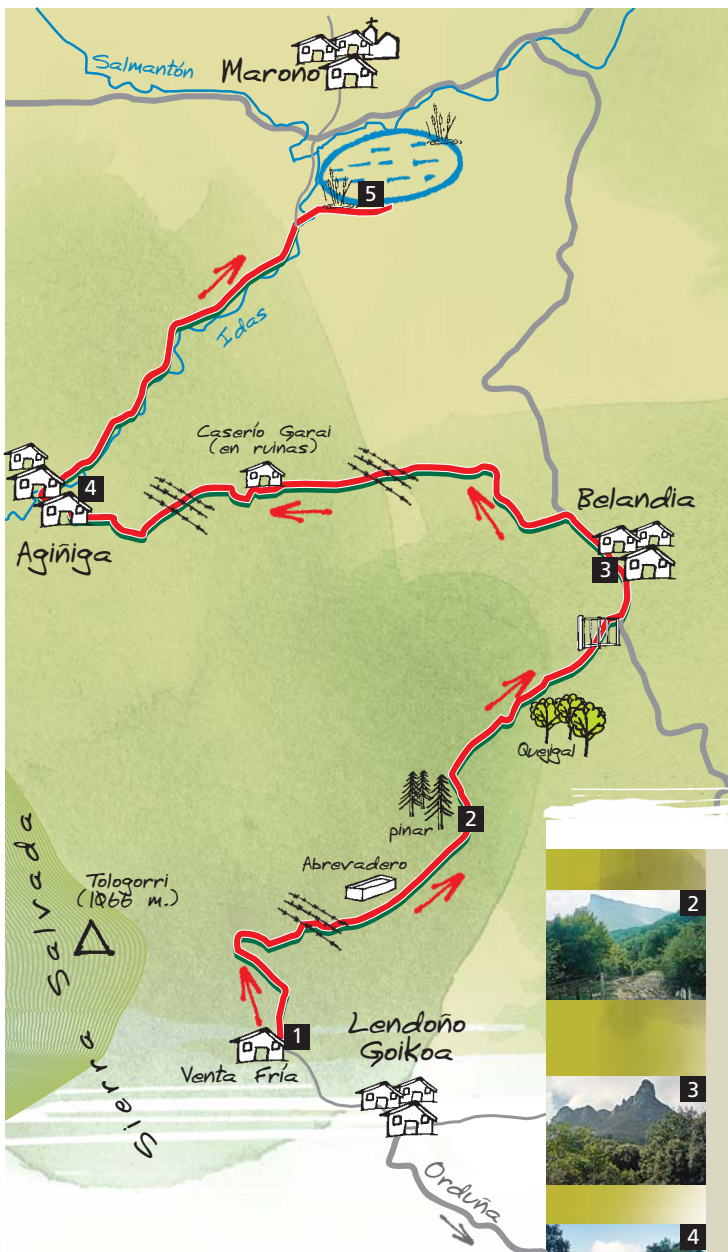 Salmantón
Maroño
5
Idas
Caserío Garai
(en ruinas)
4
Agiñiga
Belandia
3
Quejigal
pinar
2
Abrevadero
Tologorri
(1066 m.)
Sierra Salvada
1
Venta Fría
Lendoño
Goikoa
Orduña
2
3
4